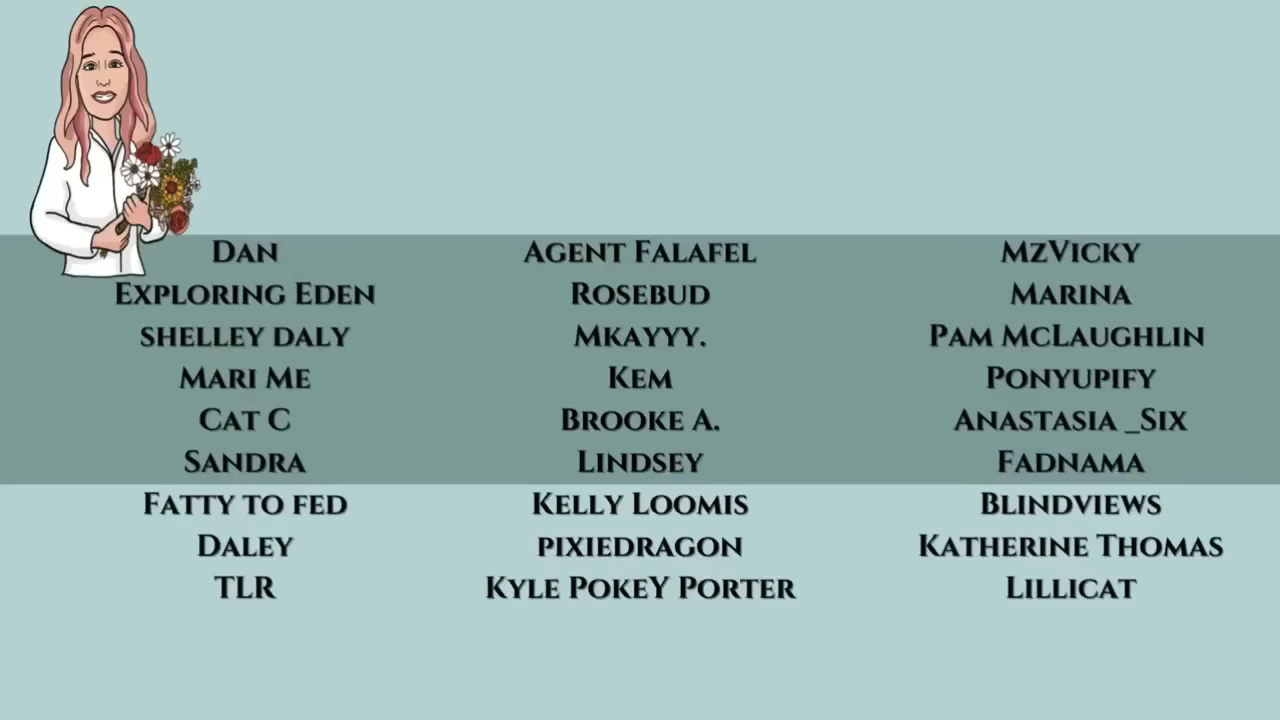 Dan
Exploring Eden
shelley daly
Mari Me
Cat C
Sandra
Fatty to fed
Daley
TLR
Agent Falafel
Rosebud
Mkayyy.
Kem
Brooke A.
Lindsey
Kelly Loomis
pixiedragon
Kyle PokeY Porter
MzVicky
Marina
Pam McLaughlin
Ponyupify
Anastasia _Six
Fadnama
Blindviews
Katherine Thomas
Lillicat